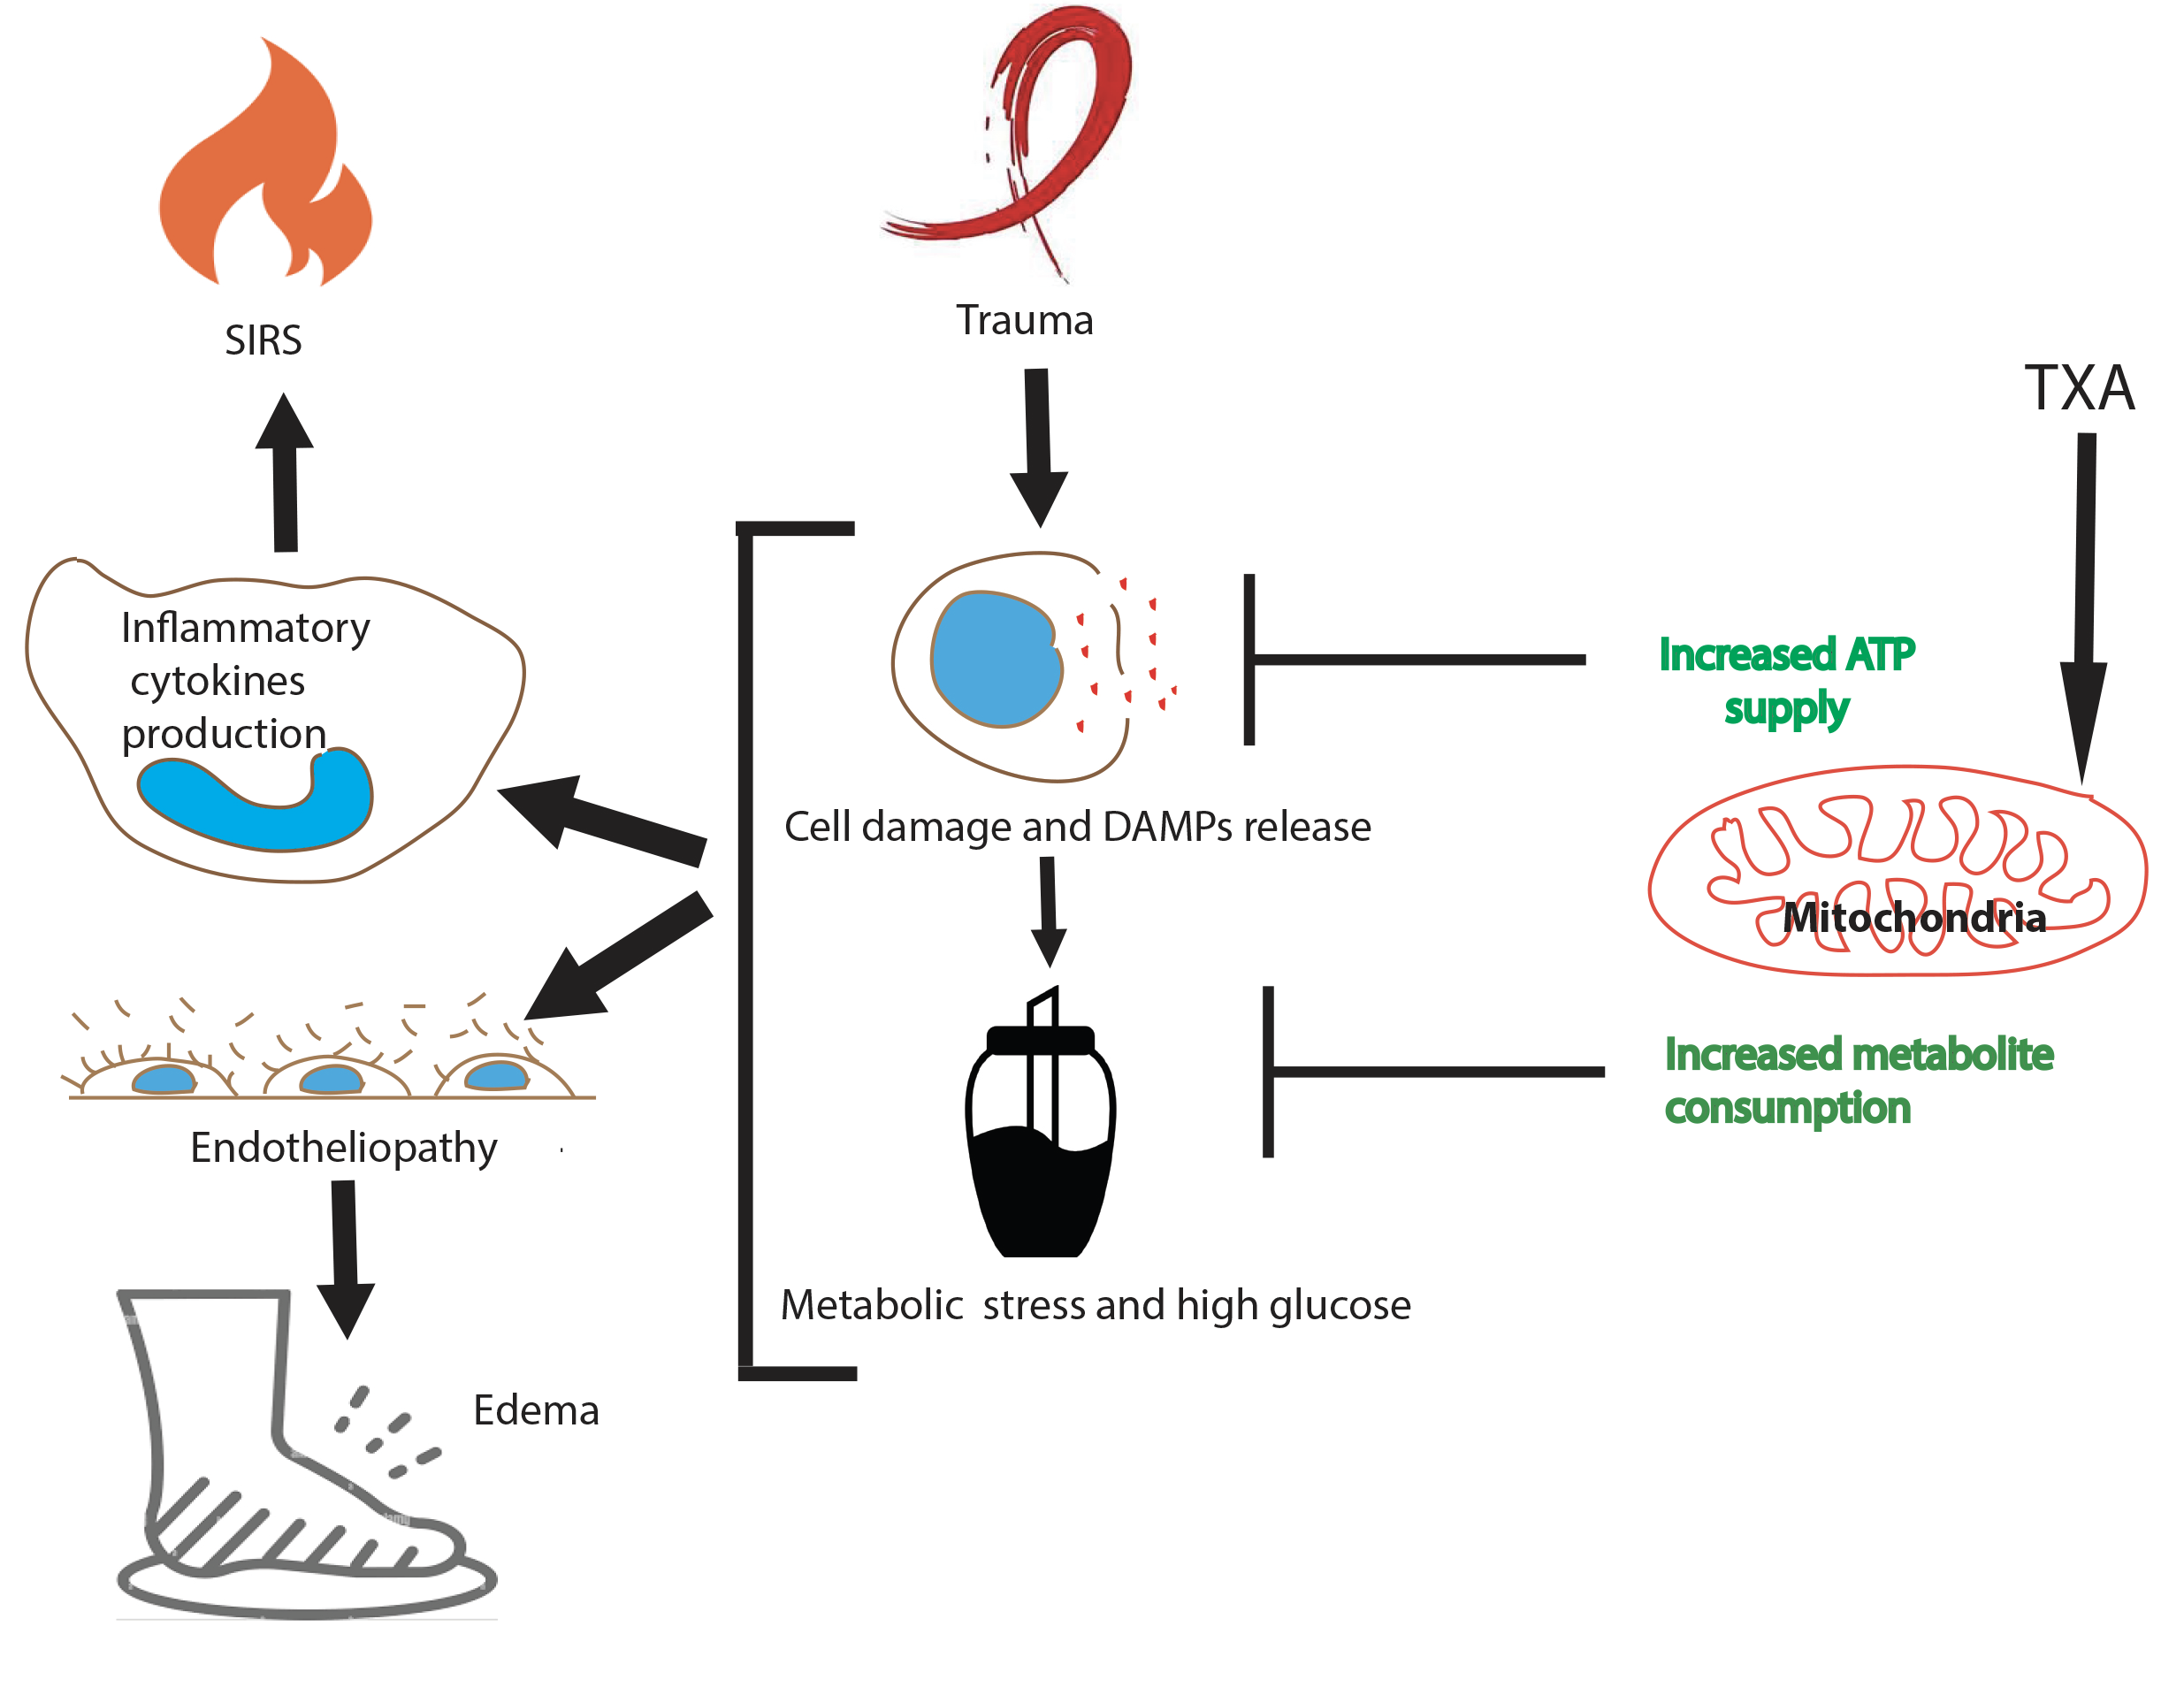 SIRS
Trauma
TXA
Inflammatory
cytokines
production
Increased ATP
supply
Cell damage and DAMPs release
Mitochondria
Increased metabolite
consumption
Endotheliopathy
Metabolic stress and high glucose
Edema